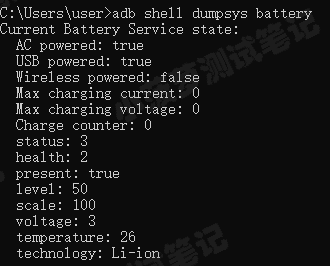 C:\Users\user>adb shell dumpsys battery
Current Battery Service state:
AC powered: true
USB powered: true
Wireless powered: false
Max charging current: 0
Max charging voltage: 0
Charge counter: 0
status: 3
health: 2
present: true
level: 50
scale: 100
voltage: 3
temperature: 26
technology: Li-ion